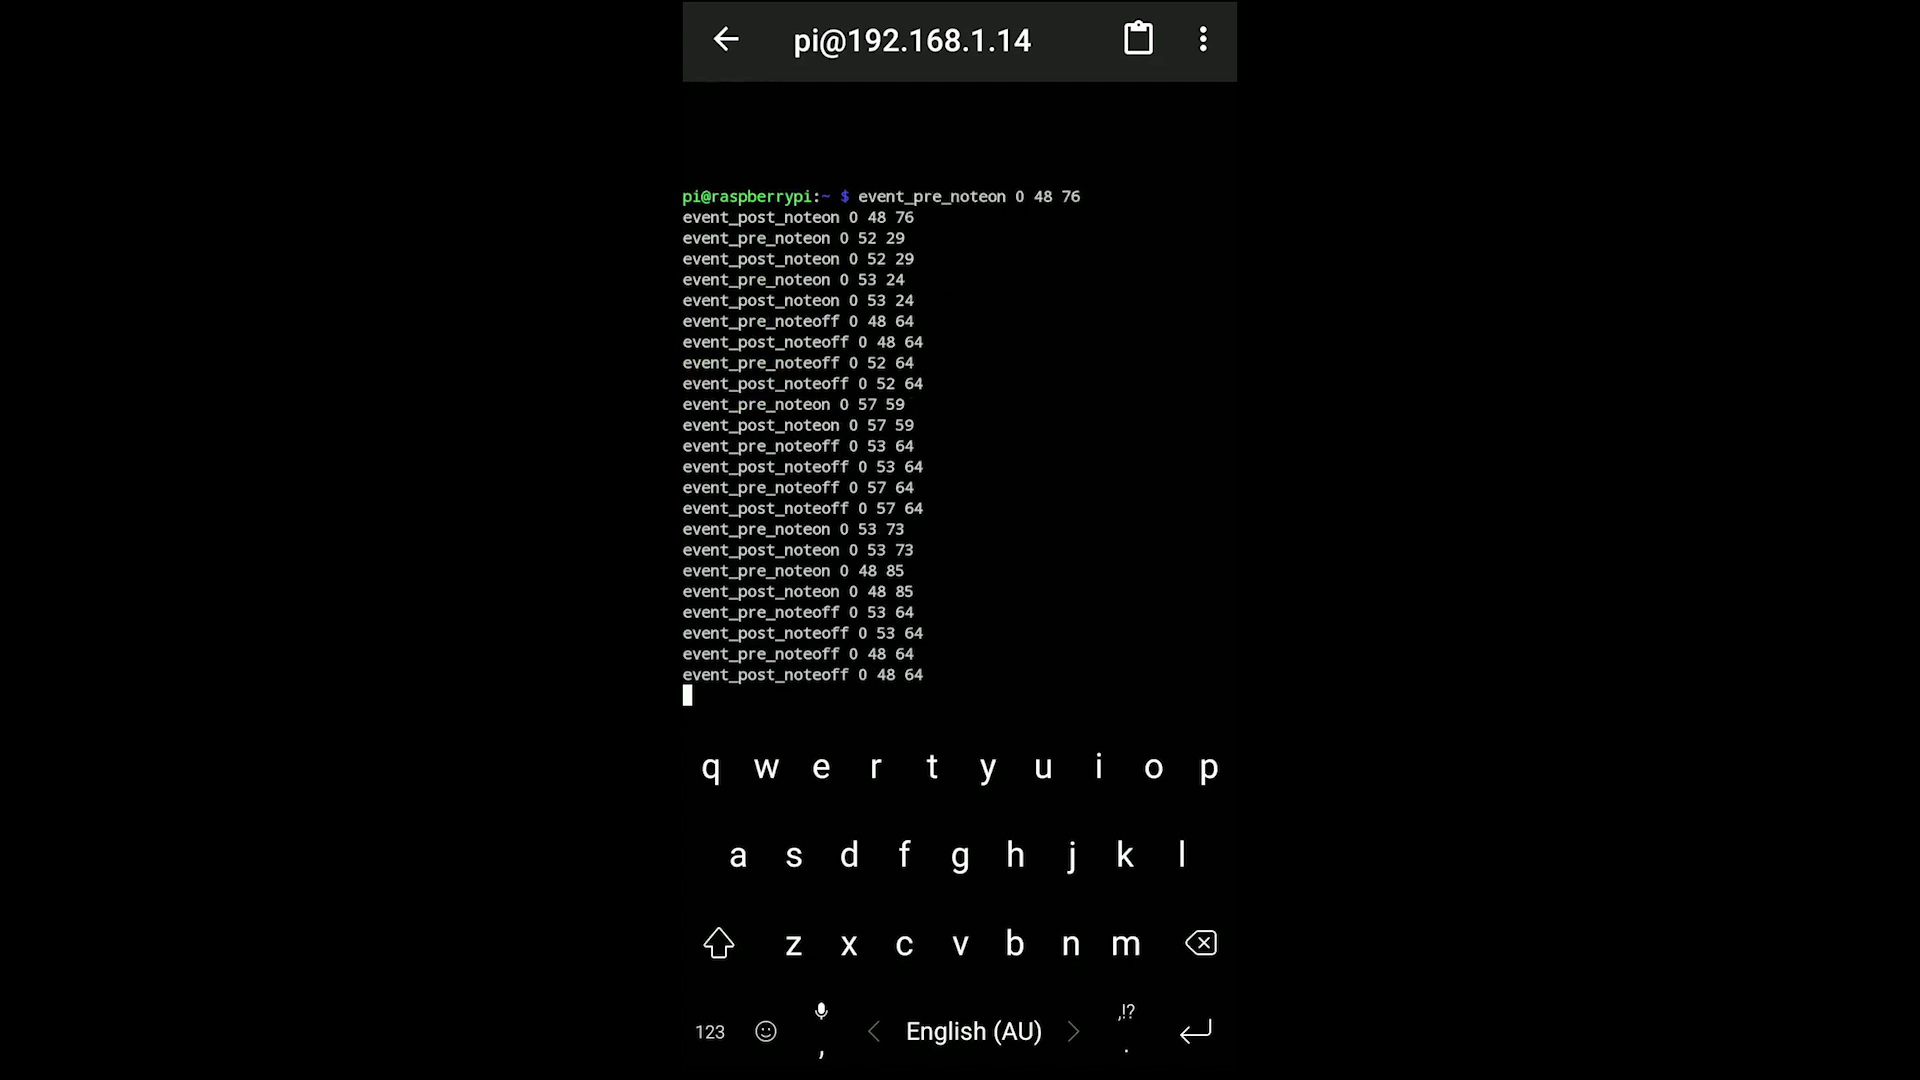 pi@192.168.1.14
pi@raspberrypi:~ $ event_pre_noteon 0 48 76
event_post_noteon 0 48 76
event_pre_noteon 0 52 29
event_post_noteon 0 52 29
event_pre_noteon 0 53 24
event_post_noteon 0 53 24
event_pre_noteoff 0 48 64
event_post_noteoff 0 48 64
event_pre_noteoff 0 52 64
event_post_noteoff 0 52 64
event_pre_noteon 0 57 59
event_post_noteon 0 57 59
event_pre_noteoff 0 53 64
event_post_noteoff 0 53 64
event_pre_noteoff 0 57 64
event_post_noteoff 0 57 64
event_pre_noteon 0 53 73
event_post_noteon 0 53 73
event_pre_noteon 0 48 85
event_post_noteon 0 48 85
event_pre_noteoff 0 53 64
event_post_noteoff 0 53 64
event_pre_noteoff 0 48 64
event_post_noteoff 0 48 64
q w e r t y u i o p
a s d f g h j k l
z x c v b n m
,!?
123 , < English (AU) > .